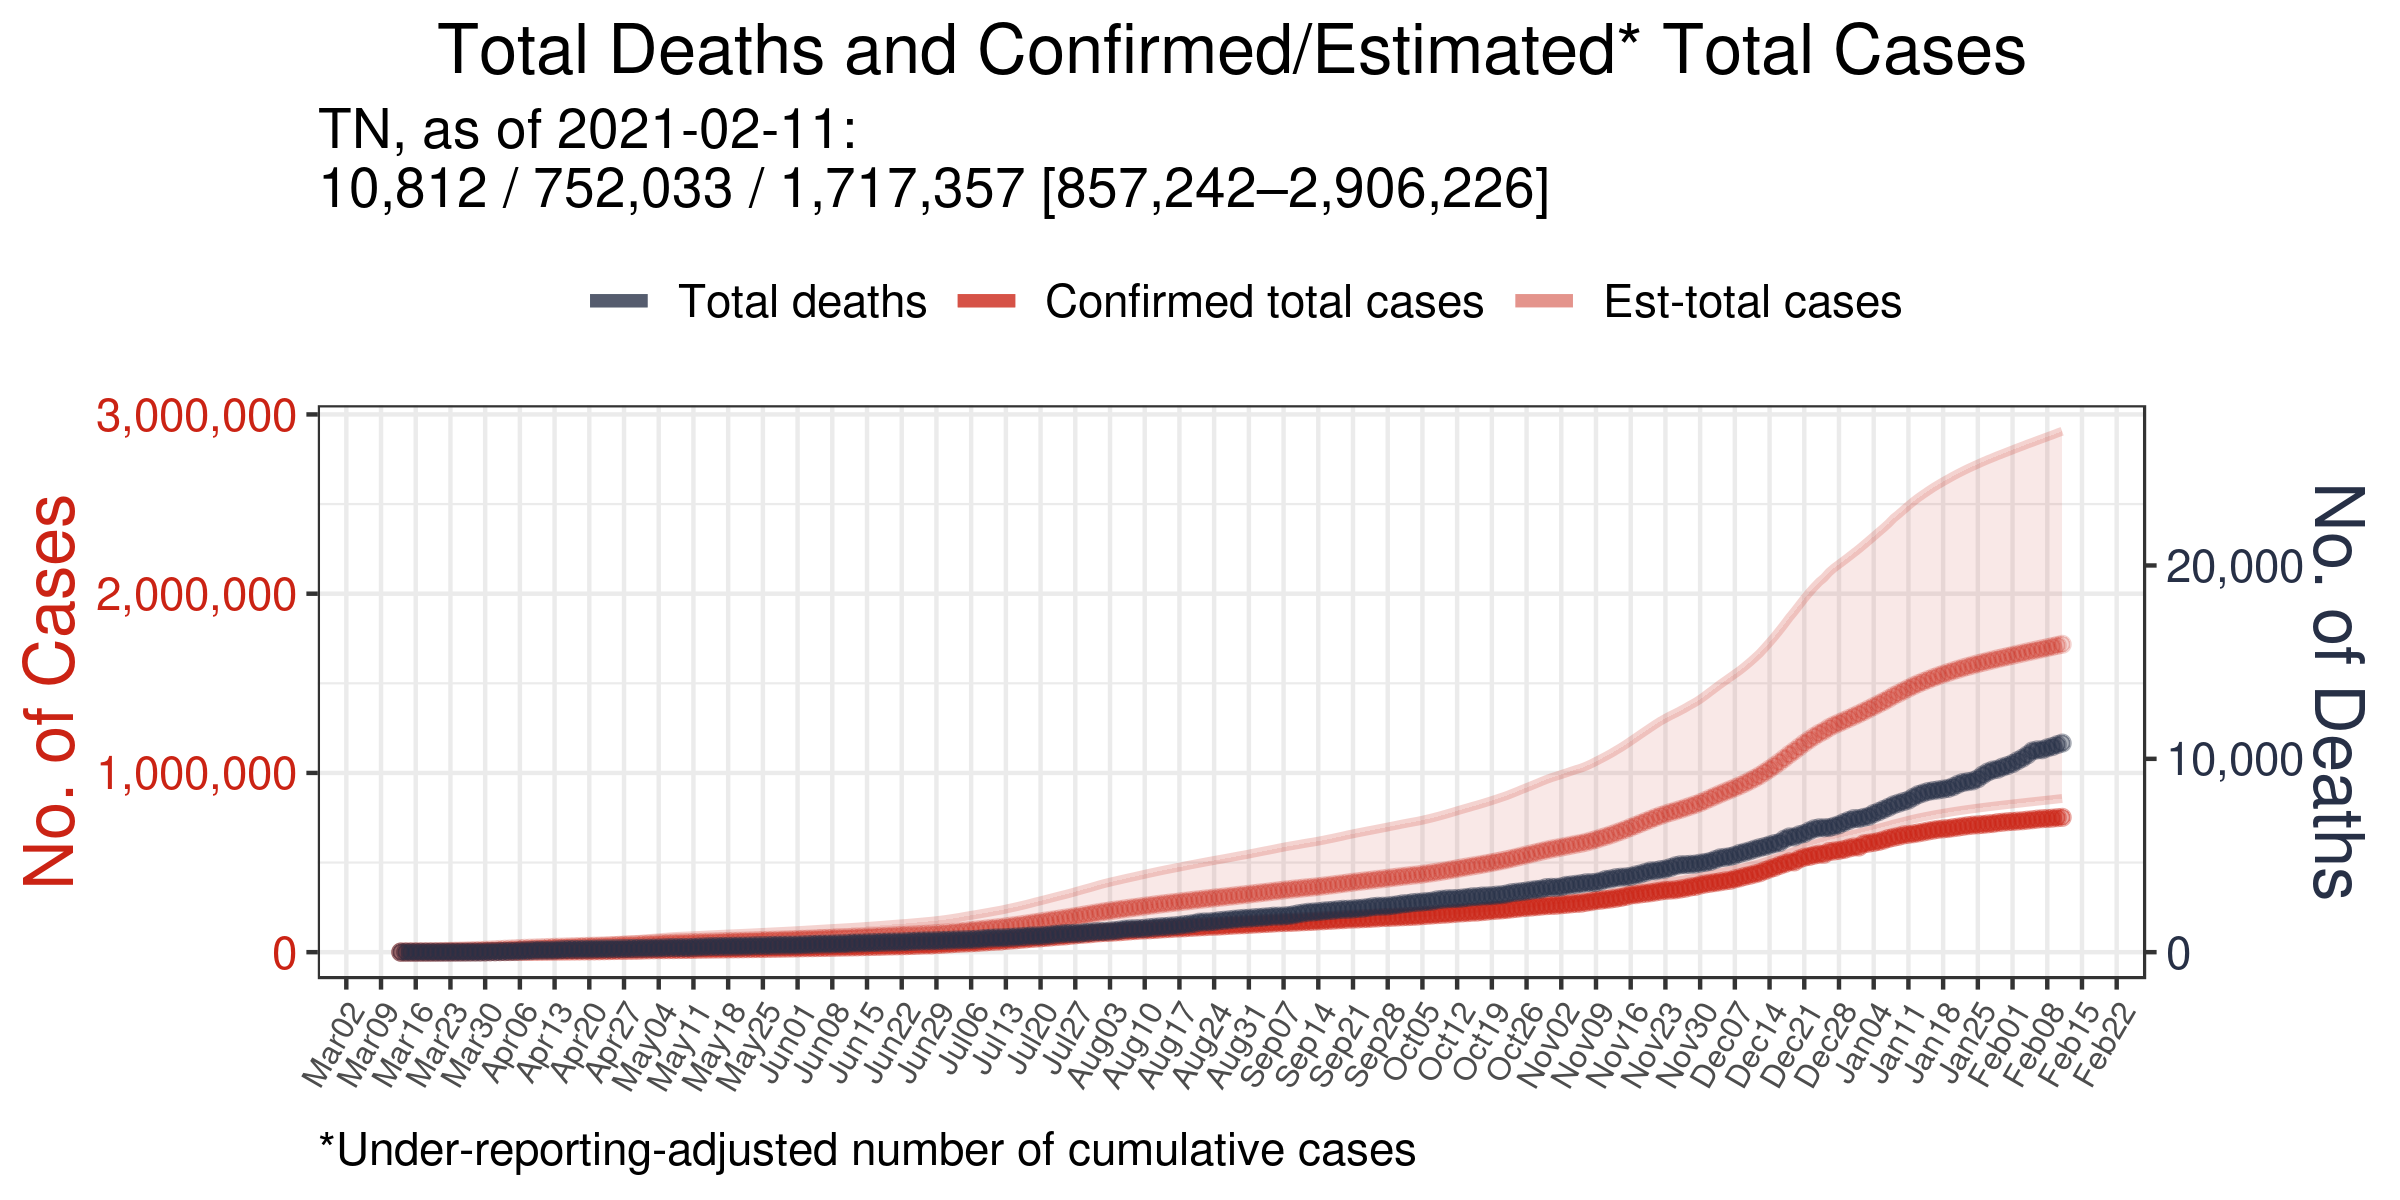 Total Deaths and Confirmed/Estimated* Total Cases
TN, as of 2021-02-11:
10,812 / 752,033 / 1,717,357 [857,242–2,906,226]
Total deaths
Confirmed total cases
Est-total cases
No. of Cases
3,000,000
2,000,000
1,000,000
0
No. of Deaths
20,000
10,000
0
Mar02
Mar09
Mar16
Mar23
Mar30
Apr06
Apr13
Apr20
Apr27
May04
May11
May18
May25
Jun01
Jun08
Jun15
Jun22
Jun29
Jul06
Jul13
Jul20
Jul27
Aug03
Aug10
Aug17
Aug24
Aug31
Sep07
Sep14
Sep21
Sep28
Oct05
Oct12
Oct19
Oct26
Nov02
Nov09
Nov16
Nov23
Nov30
Dec07
Dec14
Dec21
Dec28
Jan04
Jan11
Jan18
Jan25
Feb01
Feb08
Feb15
Feb22
*Under-reporting-adjusted number of cumulative cases